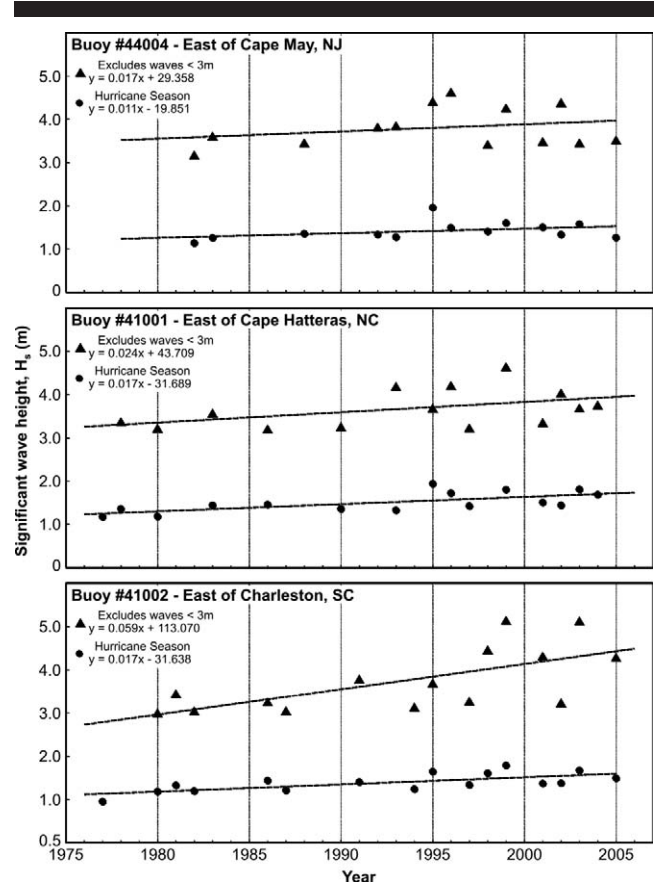 Buoy #44004 - East of Cape May, NJ
Excludes waves < 3m
y = 0.017x + 29.358
Hurricane Season
y = 0.011x - 19.851
5.0
4.0
3.0
2.0
1.0
0
Buoy #41001 - East of Cape Hatteras, NC
Excludes waves < 3m
y = 0.024x + 43.709
Hurricane Season
y = 0.017x - 31.689
5.0
4.0
3.0
2.0
1.0
0
Significant wave height, Hs (m)
Buoy #41002 - East of Charleston, SC
Excludes waves < 3m
y = 0.059x + 113.070
Hurricane Season
y = 0.017x - 31.638
5.0
4.0
3.0
2.0
1.0
0.5
1975 1980 1985 1990 1995 2000 2005
Year